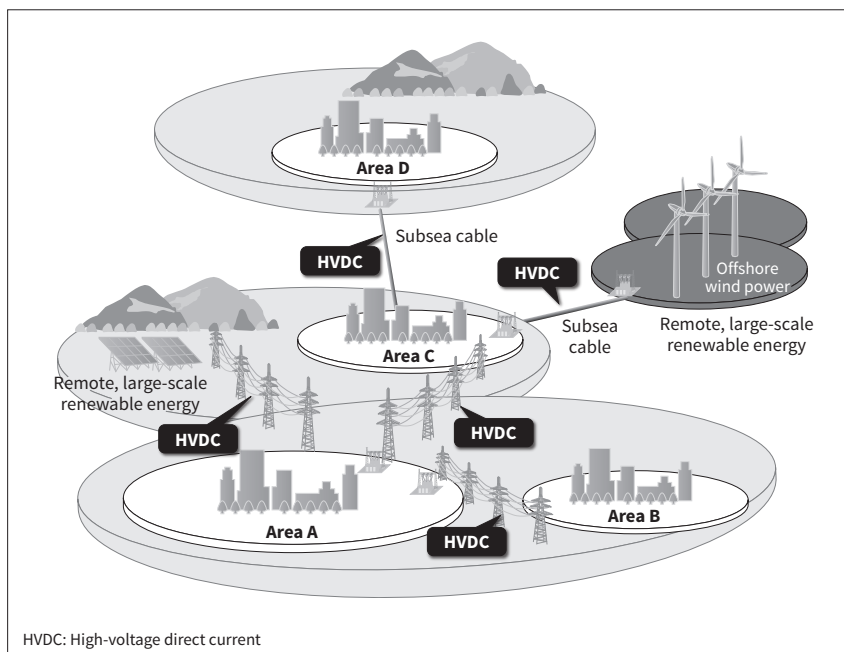 Area D
Subsea cable
HVDC
HVDC
Offshore
wind power
Subsea
cable
Remote, large-scale
renewable energy
Area C
Remote, large-scale
renewable energy
HVDC
HVDC
Area A
Area B
HVDC
HVDC: High-voltage direct current